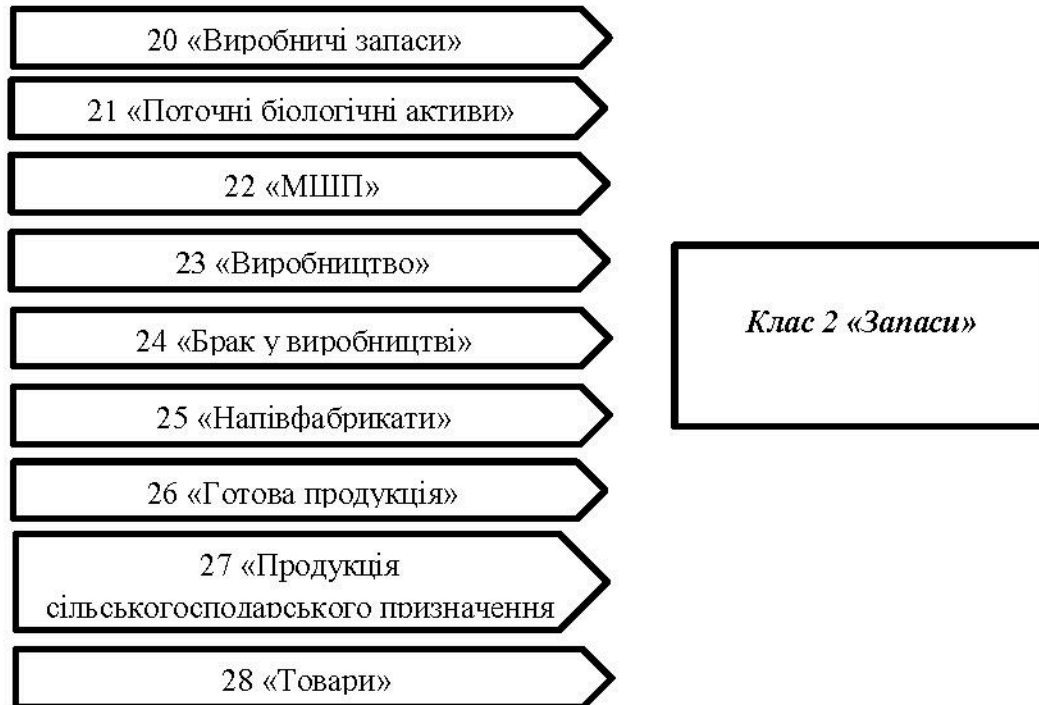 20 «Виробничі запаси»
21 «Поточні біологічні активи»
22 «МШП»
23 «Виробництво»
Клас 2 «Запаси»
24 «Брак у виробництві»
25 «Напівфабрикати»
26 «Готова продукція»
27 «Продукція
сільськогосподарського призначення
28 «Товари»